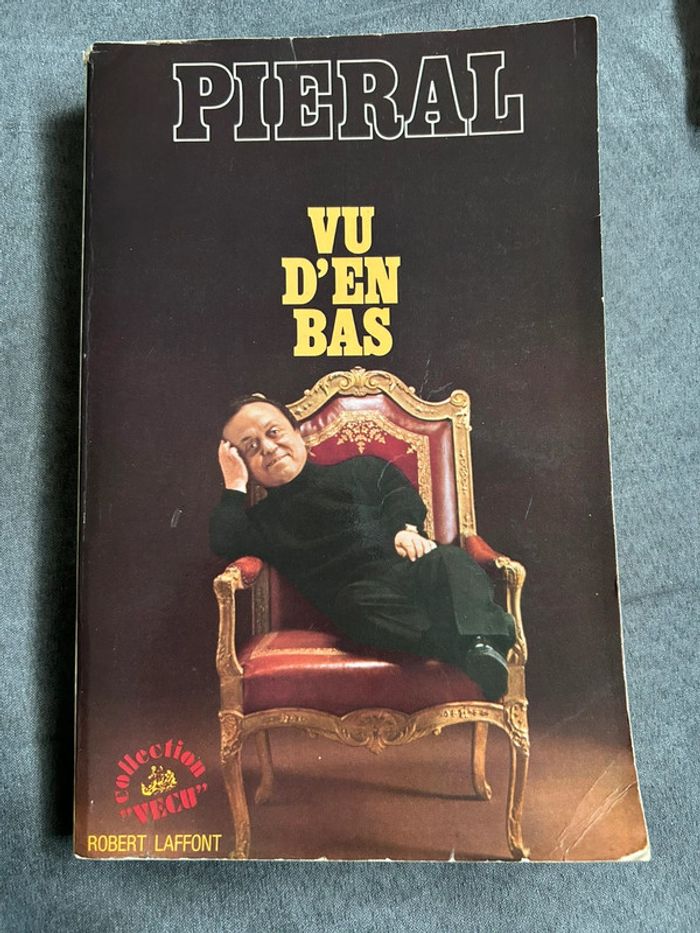 PIERAL
VU
D'EN
BAS
collection
"VECU"
ROBERT LAFFONT